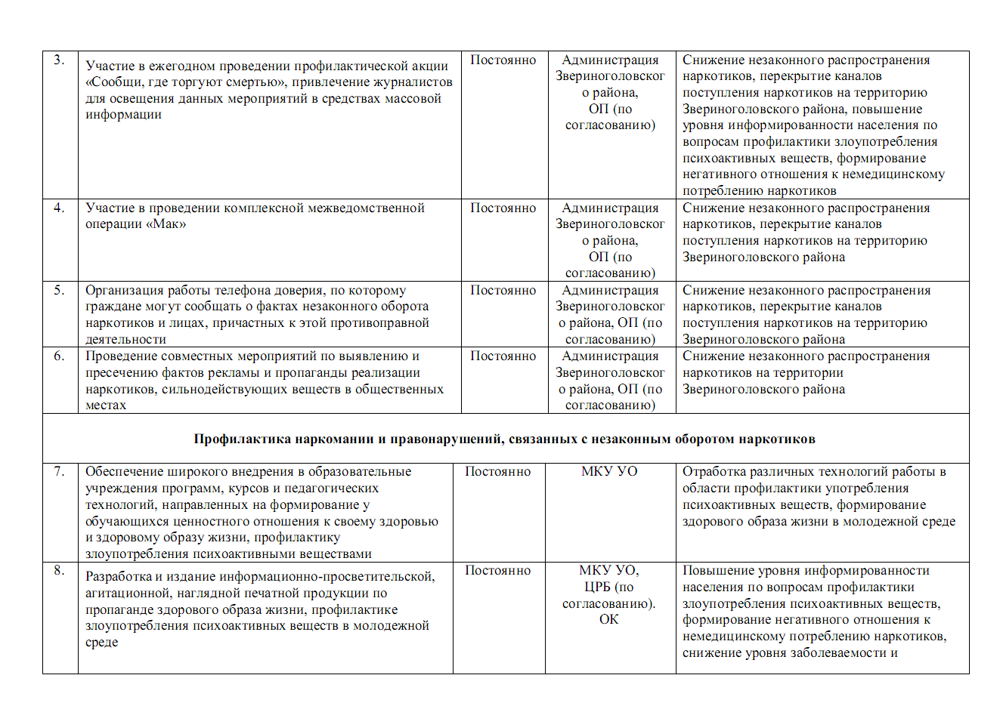 3.
Участие в ежегодном проведении профилактической акции
«Сообщи, где торгуют смертью», привлечение журналистов
для освещения данных мероприятий в средствах массовой
информации
Постоянно
Администрация
Звериноголовског
о района,
ОП (по
согласованию)
Снижение незаконного распространения
наркотиков, перекрытие каналов
поступления наркотиков на территорию
Звериноголовского района, повышение
уровня информированности населения по
вопросам профилактики злоупотребления
психоактивных веществ, формирование
негативного отношения к немедицинскому
потреблению наркотиков
4.
Участие в проведении комплексной межведомственной
операции «Мак»
Постоянно
Администрация
Звериноголовског
о района,
ОП (по
согласованию)
Снижение незаконного распространения
наркотиков, перекрытие каналов
поступления наркотиков на территорию
Звериноголовского района
5.
Организация работы телефона доверия, по которому
граждане могут сообщать о фактах незаконного оборота
наркотиков и лицах, причастных к этой противоправной
деятельности
Постоянно
Администрация
Звериноголовског
о района, ОП (по
согласованию)
Снижение незаконного распространения
наркотиков, перекрытие каналов
поступления наркотиков на территорию
Звериноголовского района
6.
Проведение совместных мероприятий по выявлению и
пресечению фактов рекламы и пропаганды реализации
наркотиков, сильнодействующих веществ в общественных
местах
Постоянно
Администрация
Звериноголовског
о района, ОП (по
согласованию)
Снижение незаконного распространения
наркотиков на территории
Звериноголовского района
Профилактика наркомании и правонарушений, связанных с незаконным оборотом наркотиков
7.
Обеспечение широкого внедрения в образовательные
учреждения программ, курсов и педагогических
технологий, направленных на формирование у
обучающихся ценностного отношения к своему здоровью
и здоровому образу жизни, профилактику
злоупотребления психоактивными веществами
Постоянно
МКУ УО
Отработка различных технологий работы в
области профилактики употребления
психоактивных веществ, формирование
здорового образа жизни в молодежной среде
8.
Разработка и издание информационно-просветительской,
агитационной, наглядной печатной продукции по
пропаганде здорового образа жизни, профилактике
злоупотребления психоактивных веществ в молодежной
среде
Постоянно
МКУ УО,
ЦРБ (по
согласованию).
ОК
Повышение уровня информированности
населения по вопросам профилактики
злоупотребления психоактивных веществ,
формирование негативного отношения к
немедицинскому потреблению наркотиков,
снижение уровня заболеваемости и